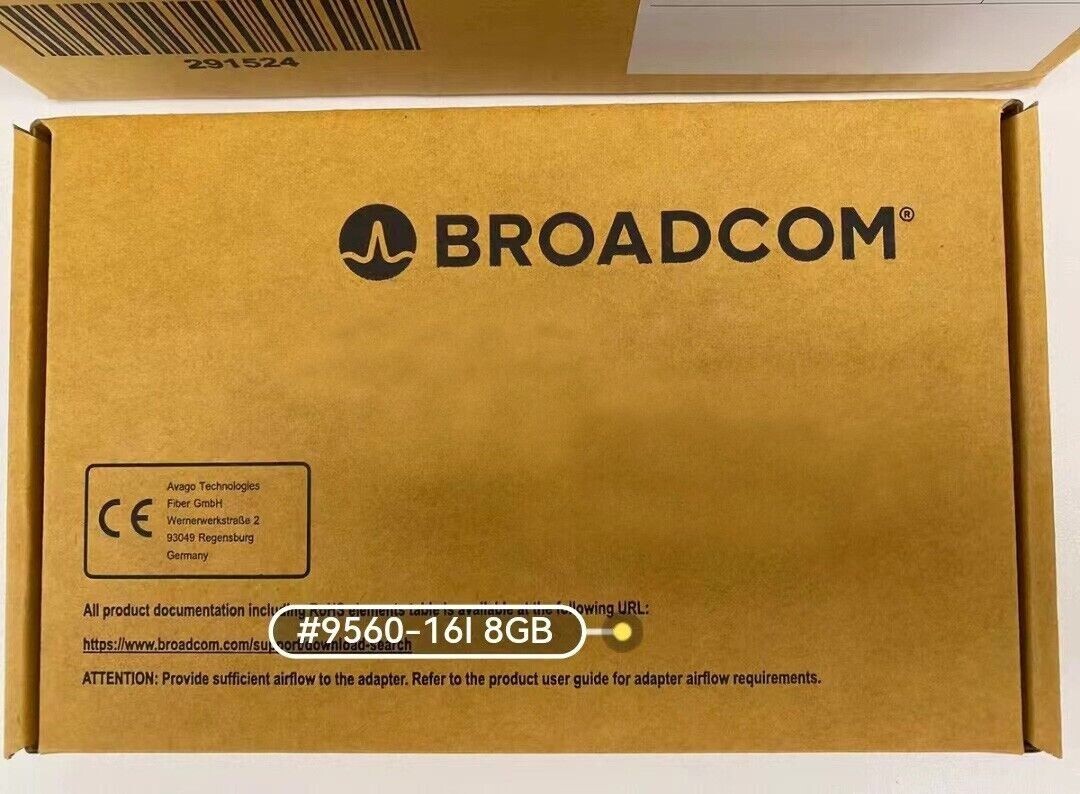 291524
BROADCOM®
CE
Avago Technologies
Fiber GmbH
Wernerwerkstraße 2
93049 Regensburg
Germany
All product documentation including RoHS elements table is available at the following URL:
https://www.broadcom.com/support/download-search
#9560-16I 8GB
ATTENTION: Provide sufficient airflow to the adapter. Refer to the product user guide for adapter airflow requirements.